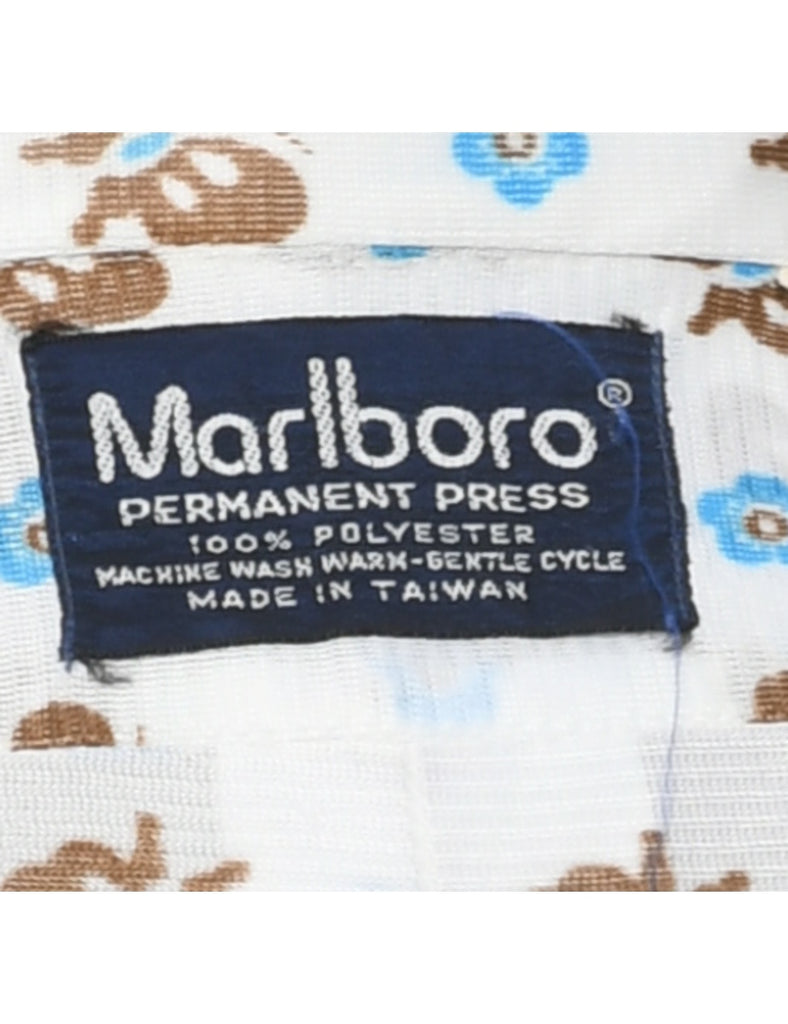 Marlboro®
PERMANENT PRESS
100% POLYESTER
MACHINE WASH WARM-GENTLE CYCLE
MADE IN TAIWAN